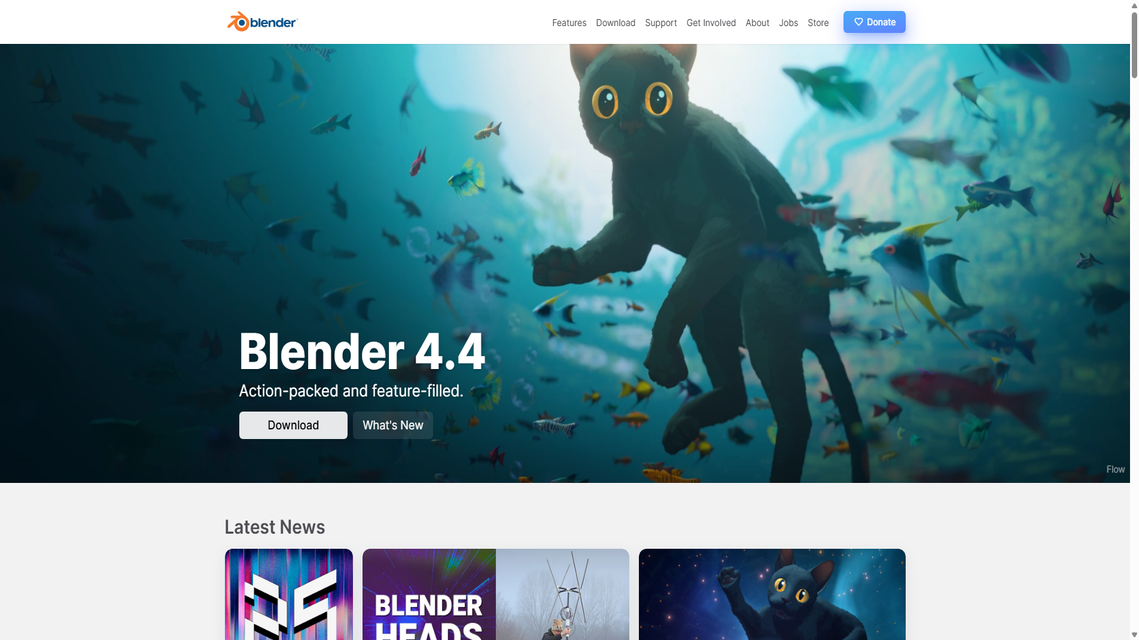 blender
Features Download Support Get Involved About Jobs Store Donate
Blender 4.4
Action-packed and feature-filled.
Download What's New
Flow
Latest News
BLENDER
HEADS